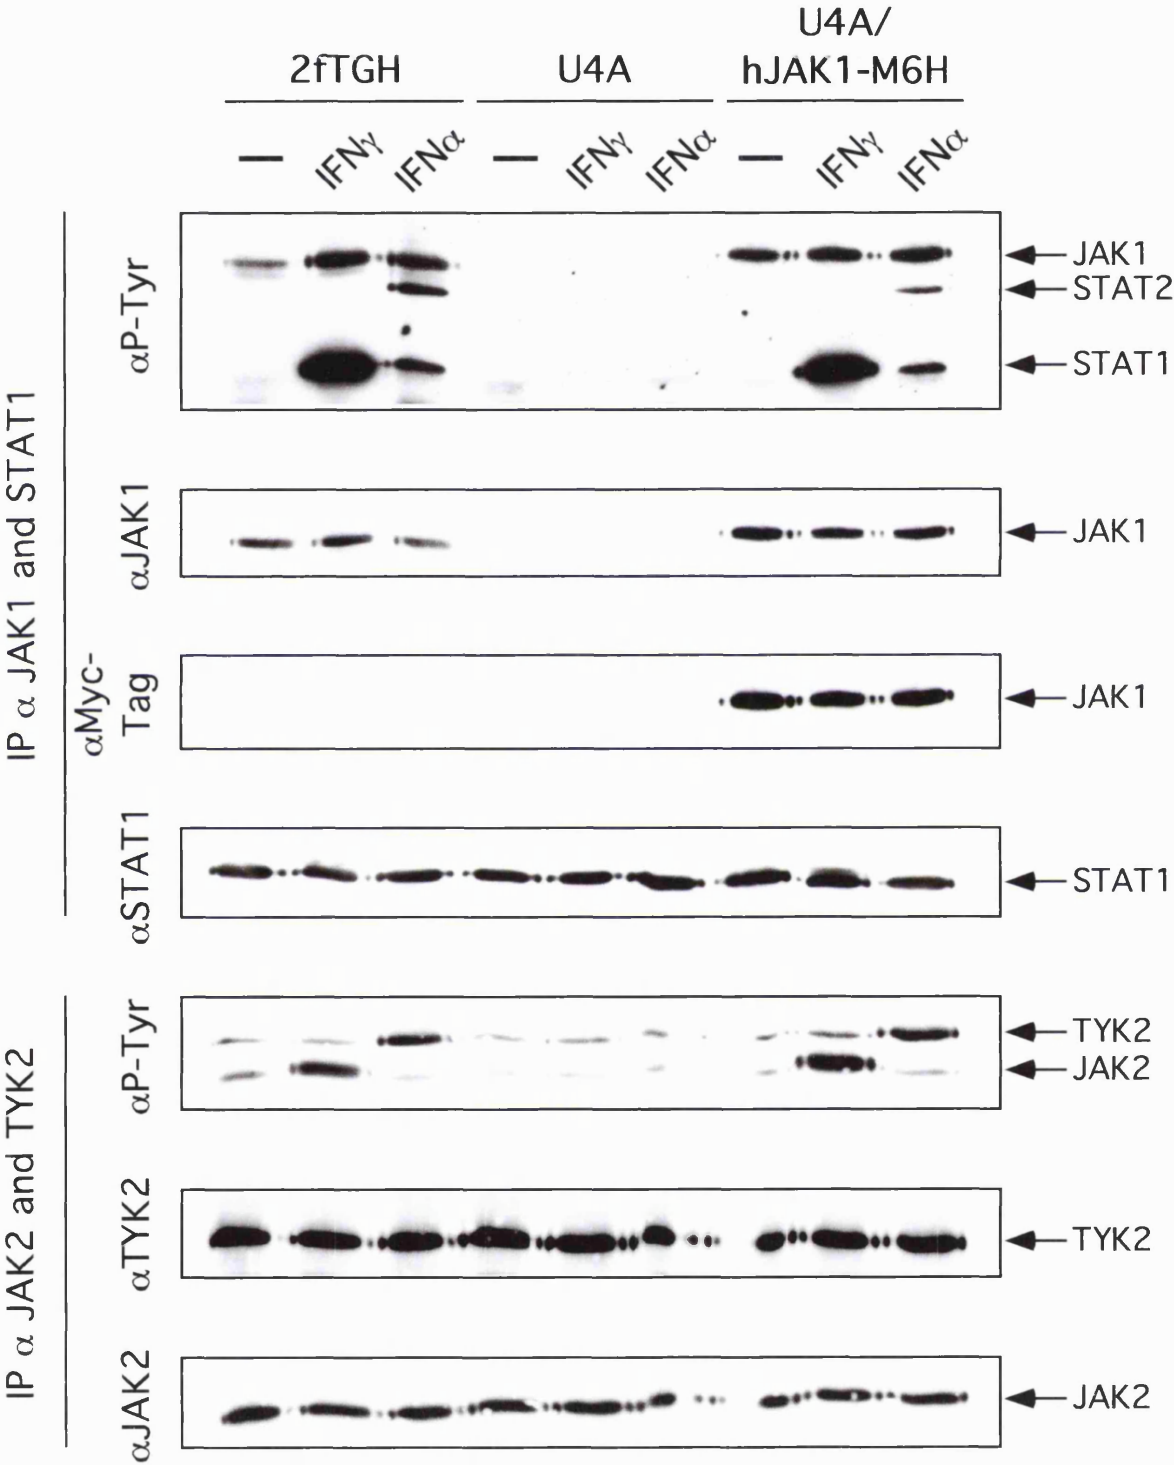 U4A/
2fTGH U4A hJAK1-M6H
— IFNγ IFNα — IFNγ IFNα — IFNγ IFNα
IP α JAK1 and STAT1
αP-Tyr
JAK1
STAT2
STAT1
αJAK1
JAK1
αMyc-
Tag
JAK1
αSTAT1
STAT1
IP α JAK2 and TYK2
αP-Tyr
TYK2
JAK2
αTYK2
TYK2
αJAK2
JAK2